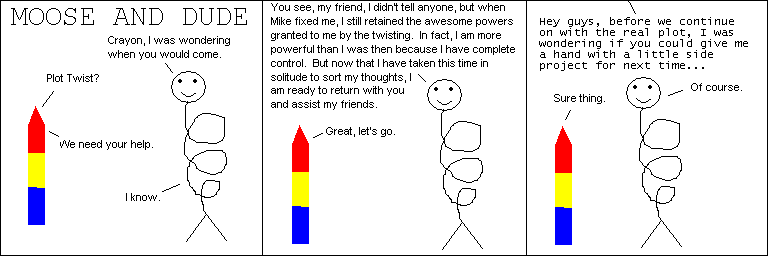 MOOSE AND DUDE
Plot Twist?
Crayon, I was wondering
when you would come.
We need your help.
I know.
You see, my friend, I didn't tell anyone, but when
Mike fixed me, I still retained the awesome powers
granted to me by the twisting.  In fact, I am more
powerful than I was then because I have complete
control.  But now that I have taken this time in
solitude to sort my thoughts, I
am ready to return with you
and assist my friends.
Great, let's go.
Hey guys, before we continue
on with the real plot, I was
wondering if you could give me
a hand with a little side
project for next time...
Sure thing.
Of course.